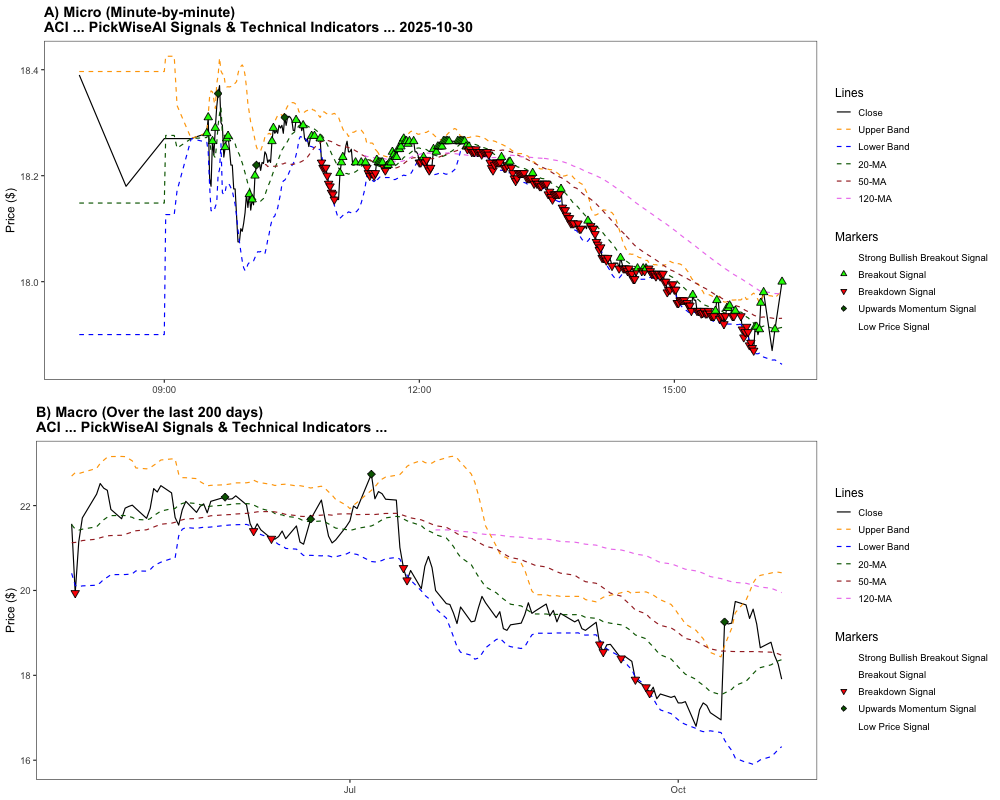 A) Micro (Minute-by-minute)
ACI ... PickWiseAI Signals & Technical Indicators ... 2025-10-30
Price ($)
18.4
18.2
18.0
09:00
12:00
15:00
Lines
Close
Upper Band
Lower Band
20-MA
50-MA
120-MA
Markers
Strong Bullish Breakout Signal
Breakout Signal
Breakdown Signal
Upwards Momentum Signal
Low Price Signal
B) Macro (Over the last 200 days)
ACI ... PickWiseAI Signals & Technical Indicators ...
Price ($)
22
20
18
16
Jul
Oct
Lines
Close
Upper Band
Lower Band
20-MA
50-MA
120-MA
Markers
Strong Bullish Breakout Signal
Breakout Signal
Breakdown Signal
Upwards Momentum Signal
Low Price Signal